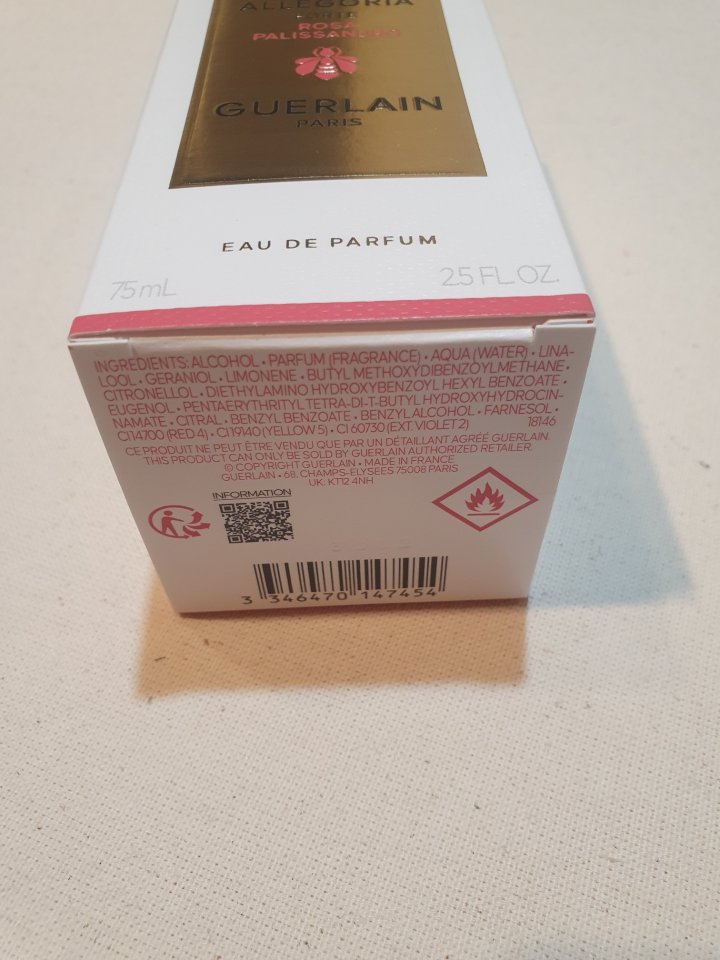 ALLEGORIA
FORTE
ROSA
PALISSANDRO
GUERLAIN
PARIS
EAU DE PARFUM
75 mL
2.5 FL. OZ.
INGREDIENTS: ALCOHOL • PARFUM (FRAGRANCE) • AQUA (WATER) • LINA-
LOOL • GERANIOL • LIMONENE • BUTYL METHOXYDIBENZOYLMETHANE •
CITRONELLOL • DIETHYLAMINO HYDROXYBENZOYL HEXYL BENZOATE •
EUGENOL • PENTAERYTHRITYL TETRA-DI-T-BUTYL HYDROXYHYDROCIN-
NAMATE • CITRAL • BENZYL BENZOATE • BENZYL ALCOHOL • FARNESOL •
CI 14700 (RED 4) • CI 19140 (YELLOW 5) • CI 60730 (EXT. VIOLET 2) 18146
CE PRODUIT NE PEUT ÊTRE VENDU QUE PAR UN DÉTAILLANT AGRÉÉ GUERLAIN.
THIS PRODUCT CAN ONLY BE SOLD BY GUERLAIN AUTHORIZED RETAILER.
© COPYRIGHT GUERLAIN • MADE IN FRANCE
GUERLAIN • 68, CHAMPS-ELYSEES 75008 PARIS
UK: KT12 4NH
INFORMATION
3 346470 147454